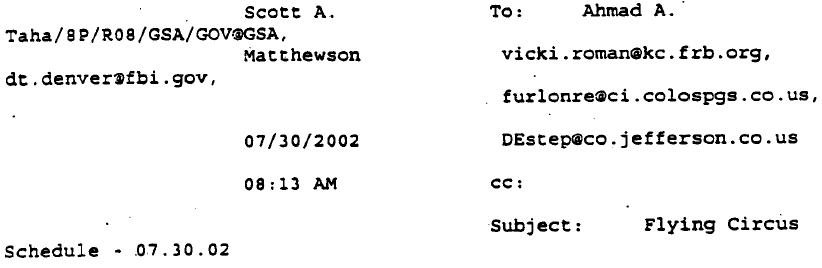 Scott A. To: Ahmad A.
Taha/8P/R08/GSA/GOV@GSA,
Matthewson vicki.roman@kc.frb.org,
dt.denver@fbi.gov,
furlonre@ci.colospgs.co.us,
07/30/2002 DEstep@co.jefferson.co.us
08:13 AM cc:
Subject: Flying Circus
Schedule - 07.30.02